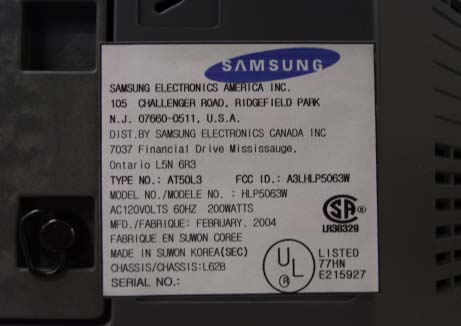 SAMSUNG
SAMSUNG ELECTRONICS AMERICA INC.
105 CHALLENGER ROAD, RIDGEFIELD PARK
N.J. 07660-0511, U.S.A.
DIST.BY SAMSUNG ELECTRONICS CANADA INC
7037 Financial Drive Mississauge,
Ontario L5N 6R3
TYPE NO.: AT50L3 FCC ID.: A3LHLP5063W
MODEL NO./MODELE NO. : HLP5063W
AC120VOLTS 60HZ 200WATTS
MFD./FABRIQUE: FEBRUARY. 2004
FABRIQUE EN SUWON COREE
MADE IN SUWON KOREA(SEC)
CHASSIS/CHASSIS:L62B
SERIAL NO.:
SA
LR36329
UL
®
LISTED
77HN
E215927